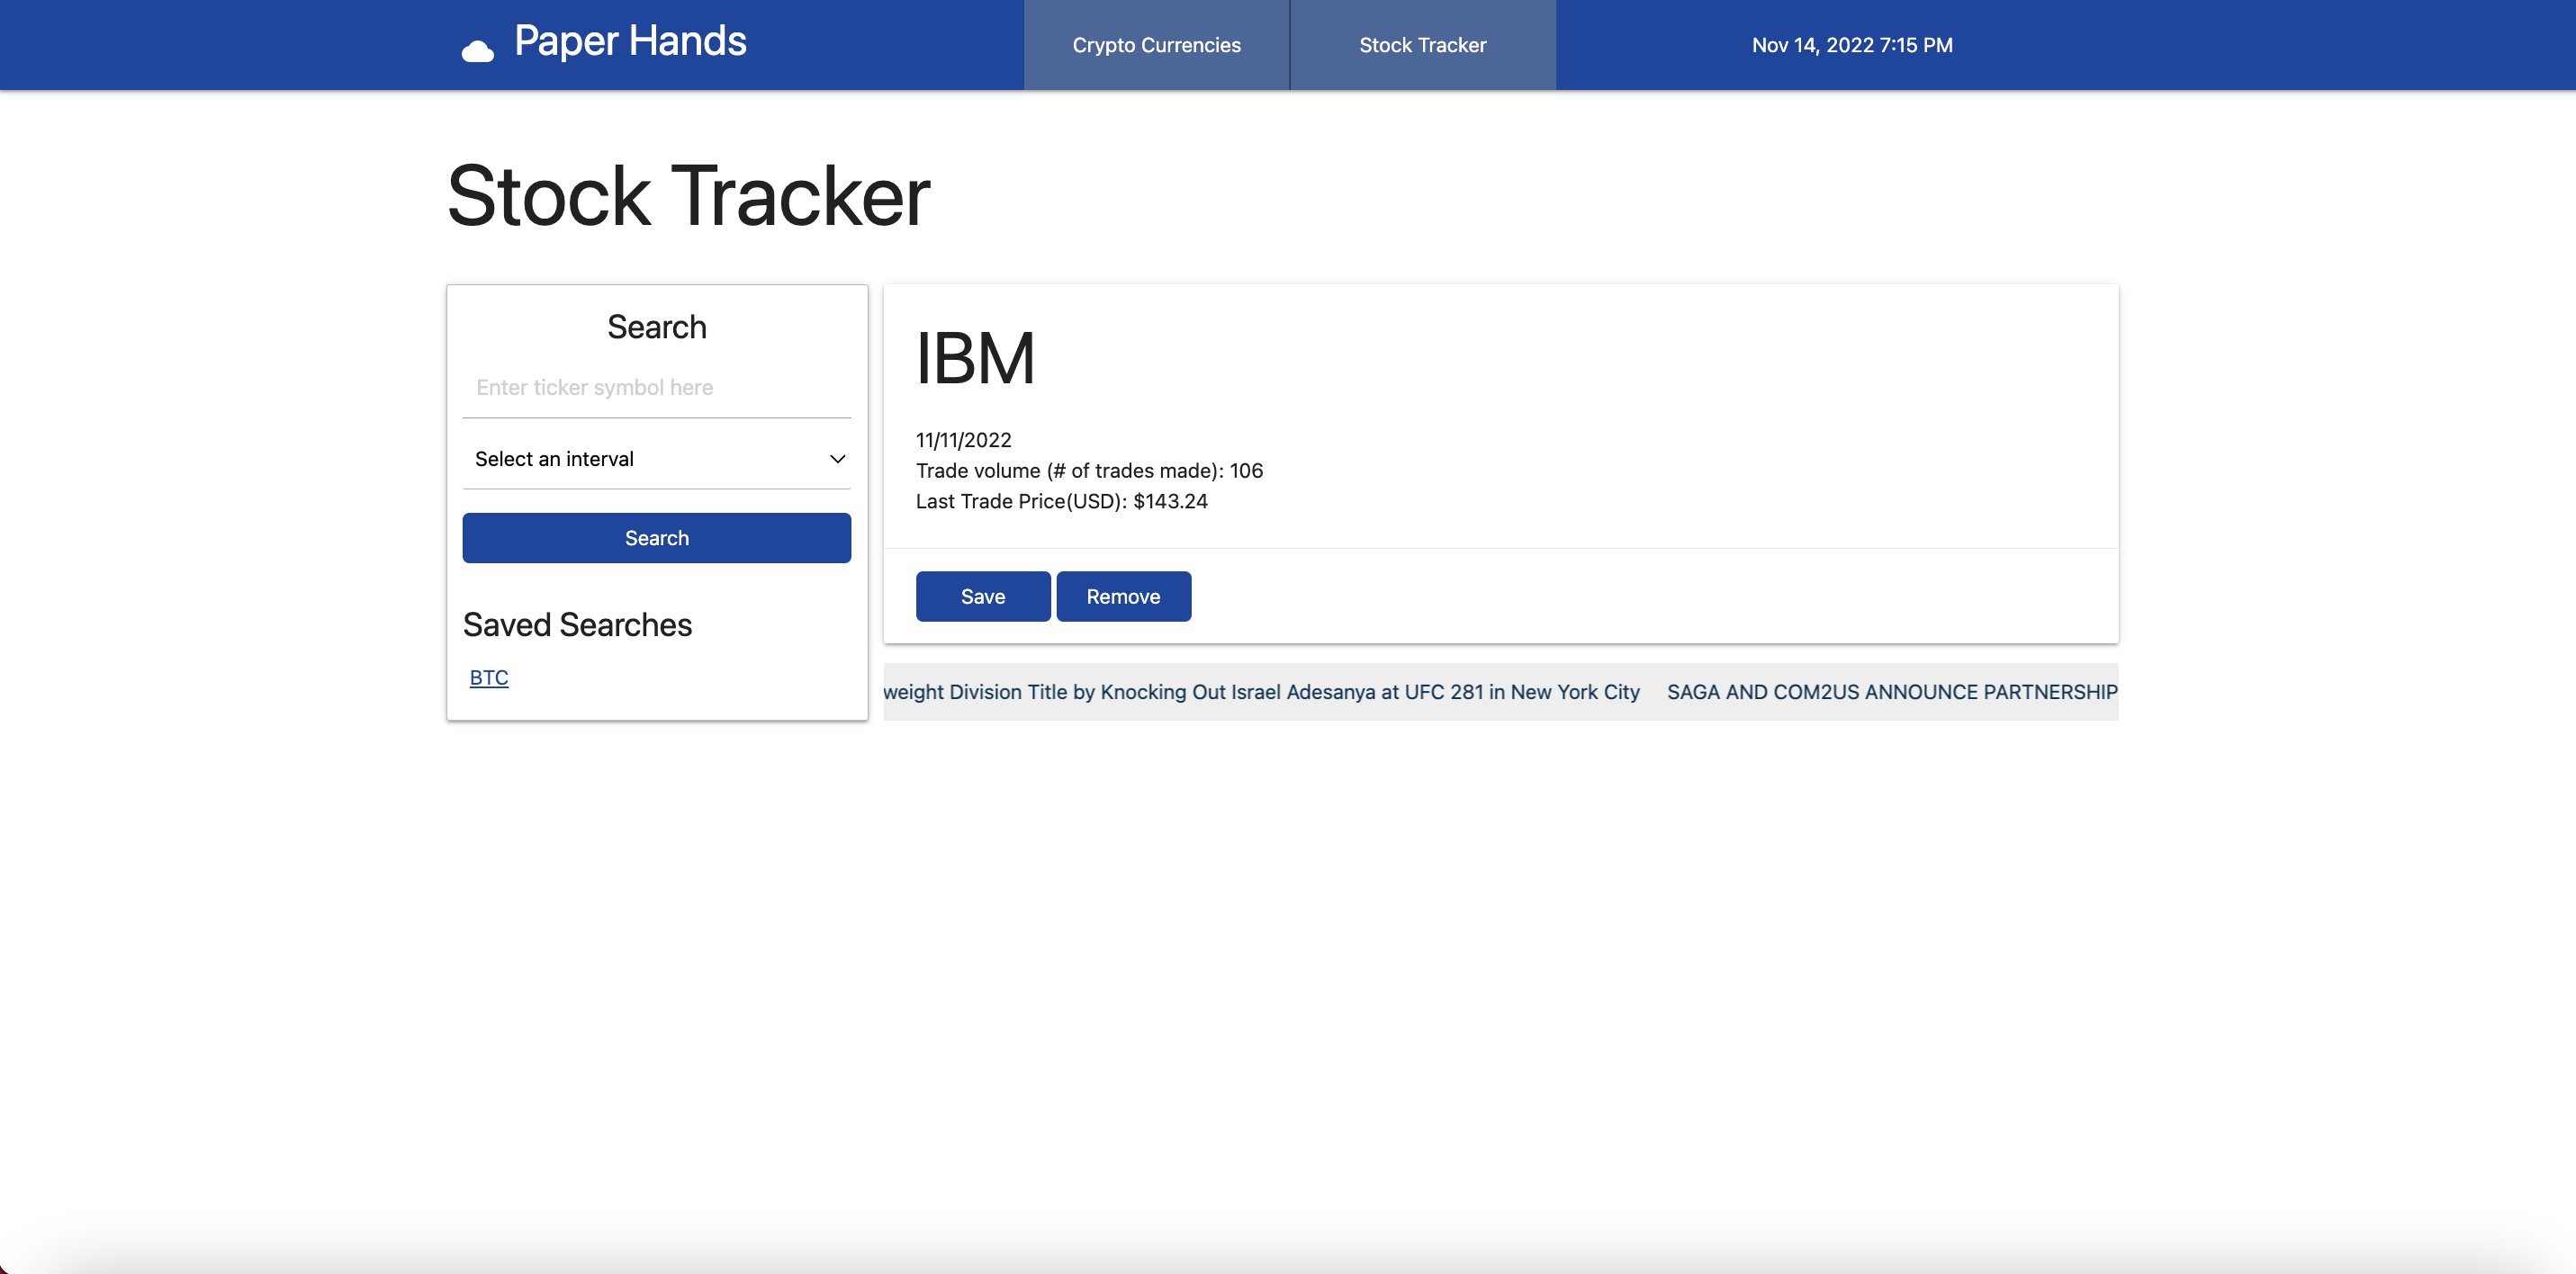 Paper Hands
Crypto Currencies
Stock Tracker
Nov 14, 2022 7:15 PM
Stock Tracker
Search
Enter ticker symbol here
Select an interval
Search
Saved Searches
BTC
IBM
11/11/2022
Trade volume (# of trades made): 106
Last Trade Price(USD): $143.24
Save
Remove
weight Division Title by Knocking Out Israel Adesanya at UFC 281 in New York City SAGA AND COM2US ANNOUNCE PARTNERSHIP